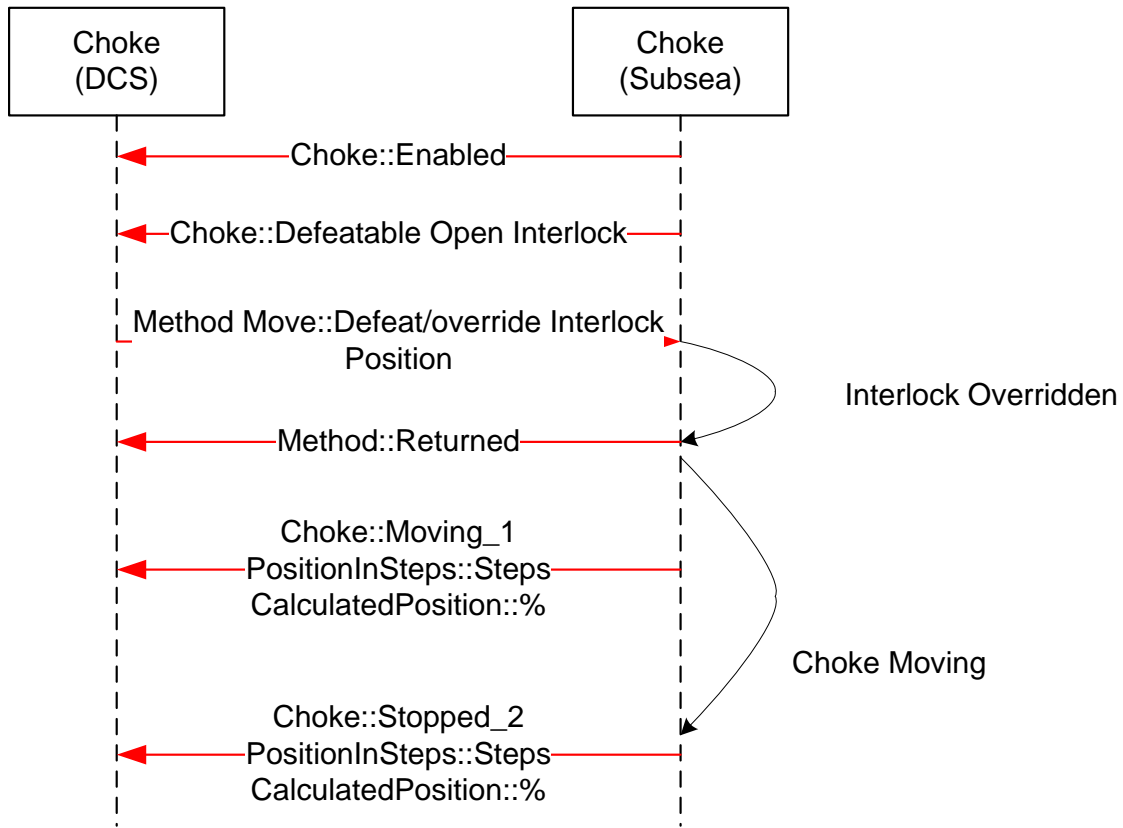 Choke
(DCS)
Choke
(Subsea)
Choke::Enabled
Choke::Defeatable Open Interlock
Method Move::Defeat/override Interlock
Position
Interlock Overridden
Method::Returned
Choke::Moving_1
PositionInSteps::Steps
CalculatedPosition::%
Choke Moving
Choke::Stopped_2
PositionInSteps::Steps
CalculatedPosition::%